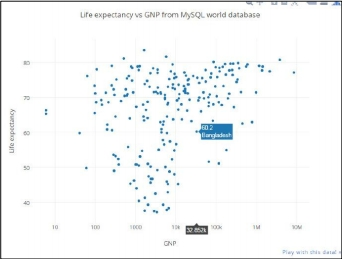 Life expectancy vs GNP from MySQL world database
80
70
60
50
40
Life expectancy
60.2
Bangladesh
10
100
1000
10k
100k
1M
10M
32.852k
GNP
Play with this data! »